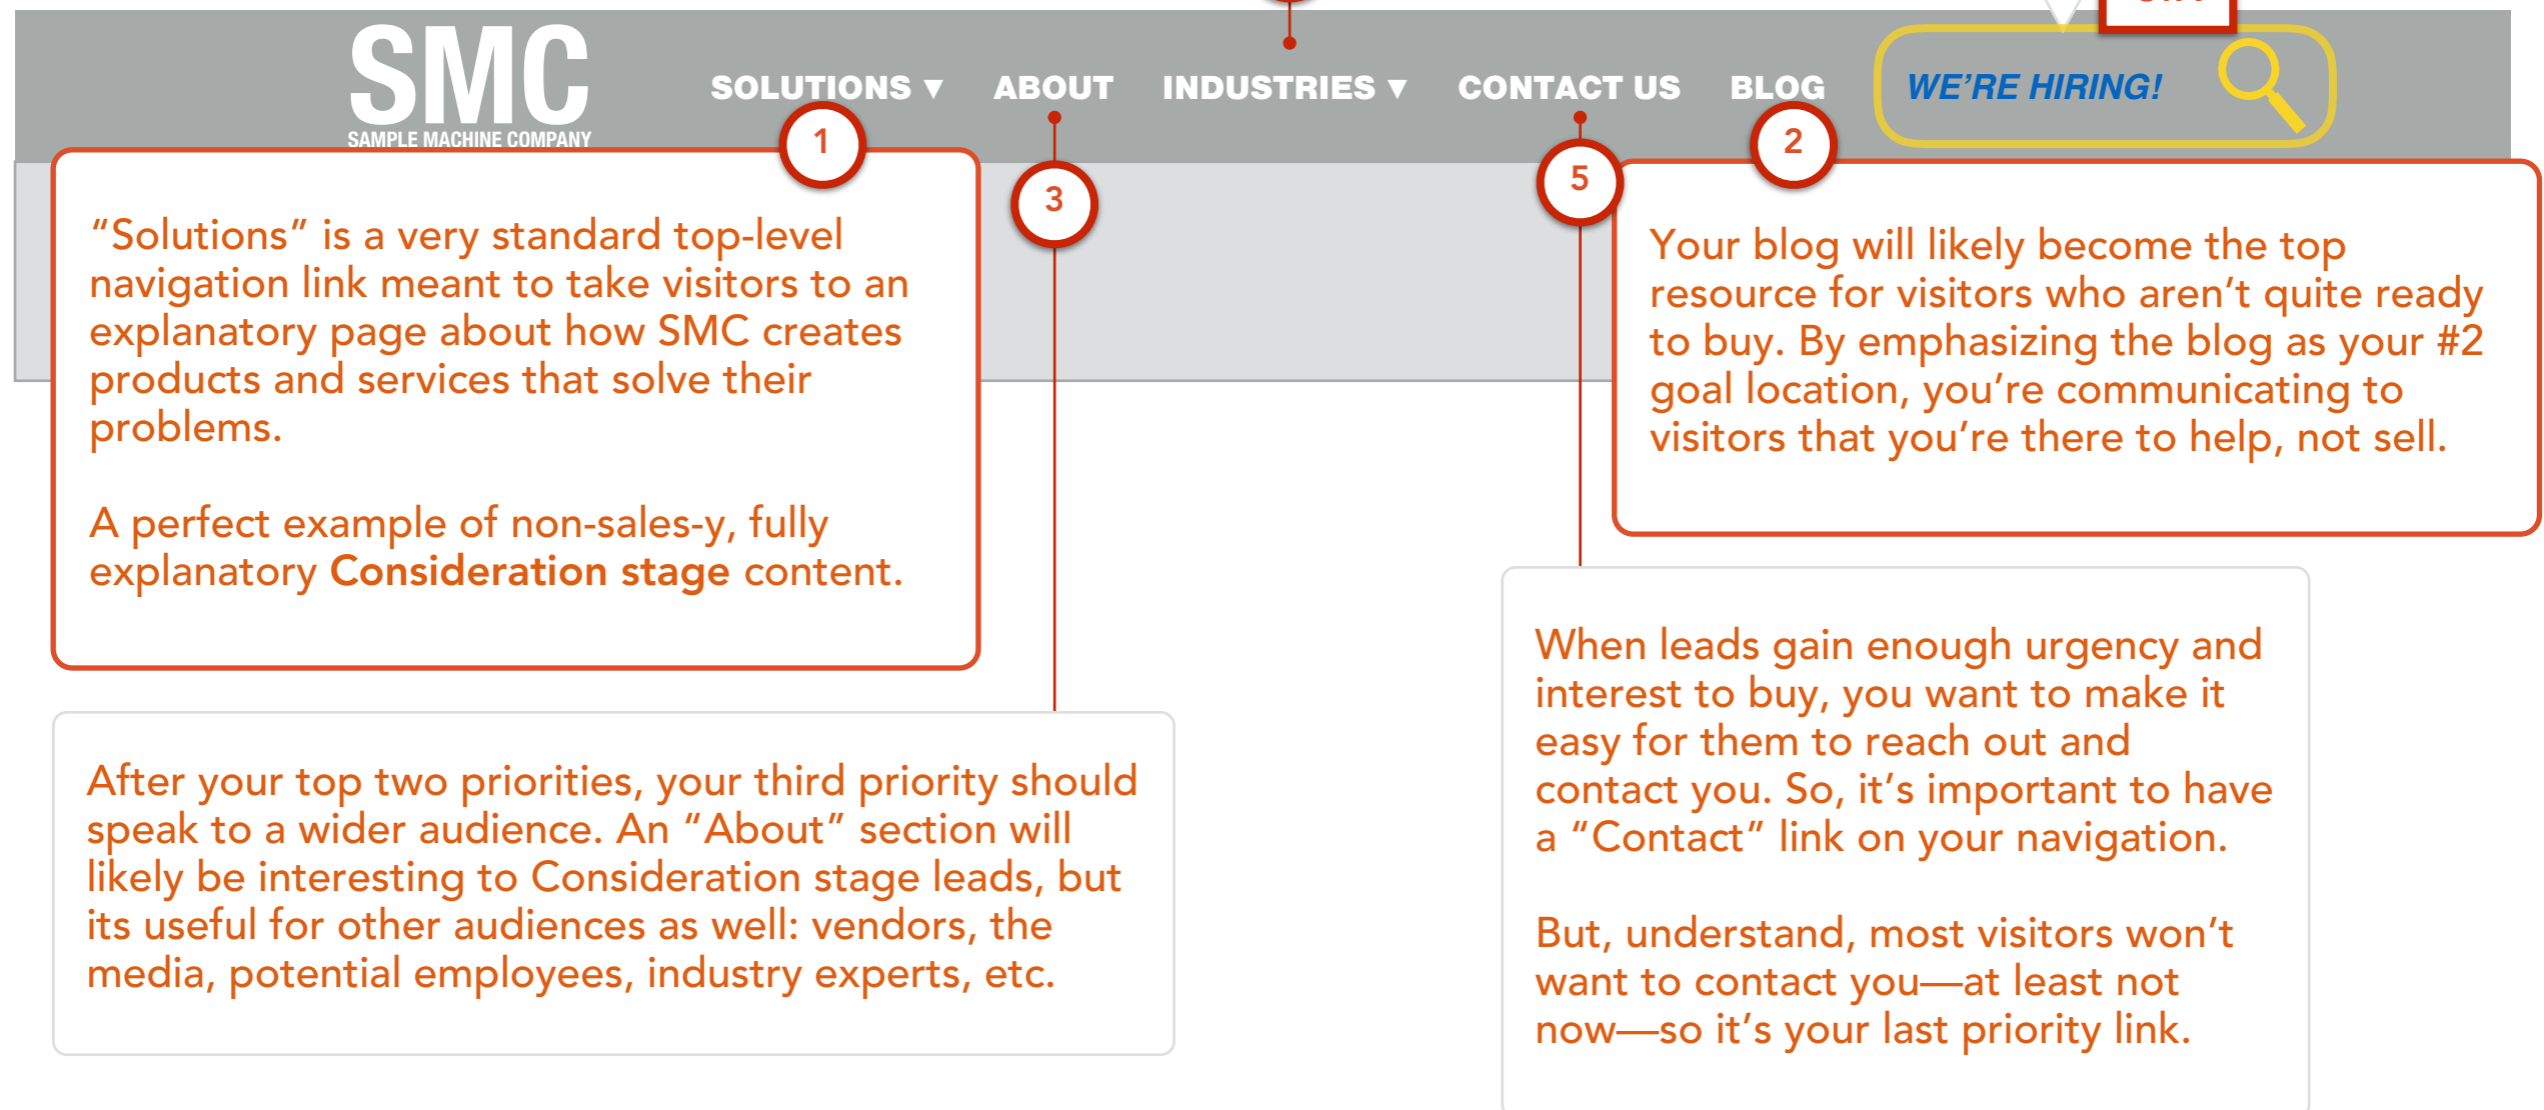 SMC
SAMPLE MACHINE COMPANY
SOLUTIONS ▼ ABOUT INDUSTRIES ▼ CONTACT US BLOG WE'RE HIRING!
1
2
3
5
“Solutions” is a very standard top-level
navigation link meant to take visitors to an
explanatory page about how SMC creates
products and services that solve their
problems.
A perfect example of non-sales-y, fully
explanatory Consideration stage content.
Your blog will likely become the top
resource for visitors who aren’t quite ready
to buy. By emphasizing the blog as your #2
goal location, you’re communicating to
visitors that you’re there to help, not sell.
After your top two priorities, your third priority should
speak to a wider audience. An “About” section will
likely be interesting to Consideration stage leads, but
its useful for other audiences as well: vendors, the
media, potential employees, industry experts, etc.
When leads gain enough urgency and
interest to buy, you want to make it
easy for them to reach out and
contact you. So, it’s important to have
a “Contact” link on your navigation.
But, understand, most visitors won’t
want to contact you—at least not
now—so it’s your last priority link.